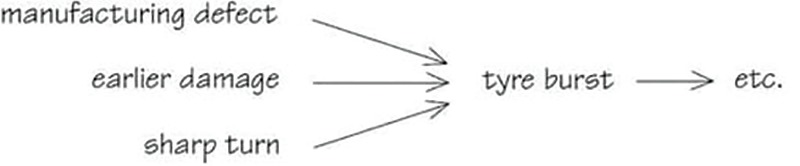 manufacturing defect
earlier damage
tyre burst
etc.
sharp turn